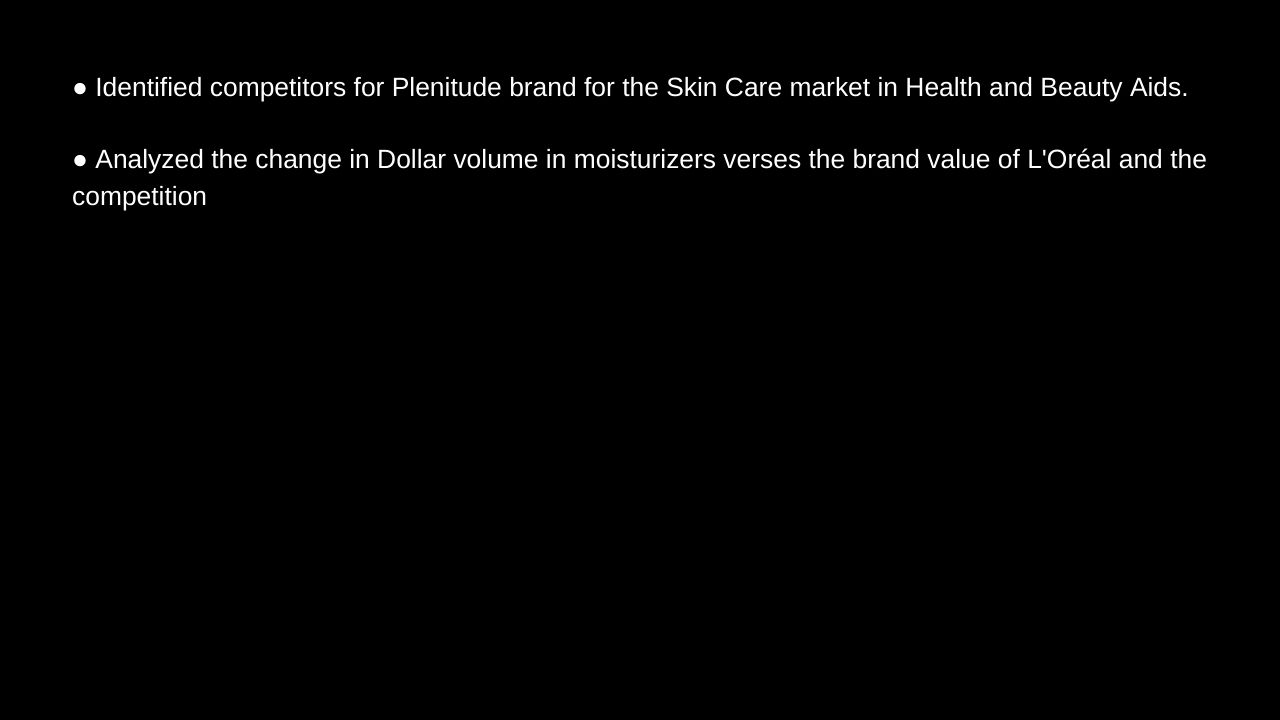 ● Identified competitors for Plenitude brand for the Skin Care market in Health and Beauty Aids.
● Analyzed the change in Dollar volume in moisturizers verses the brand value of L'Oréal and the
competition